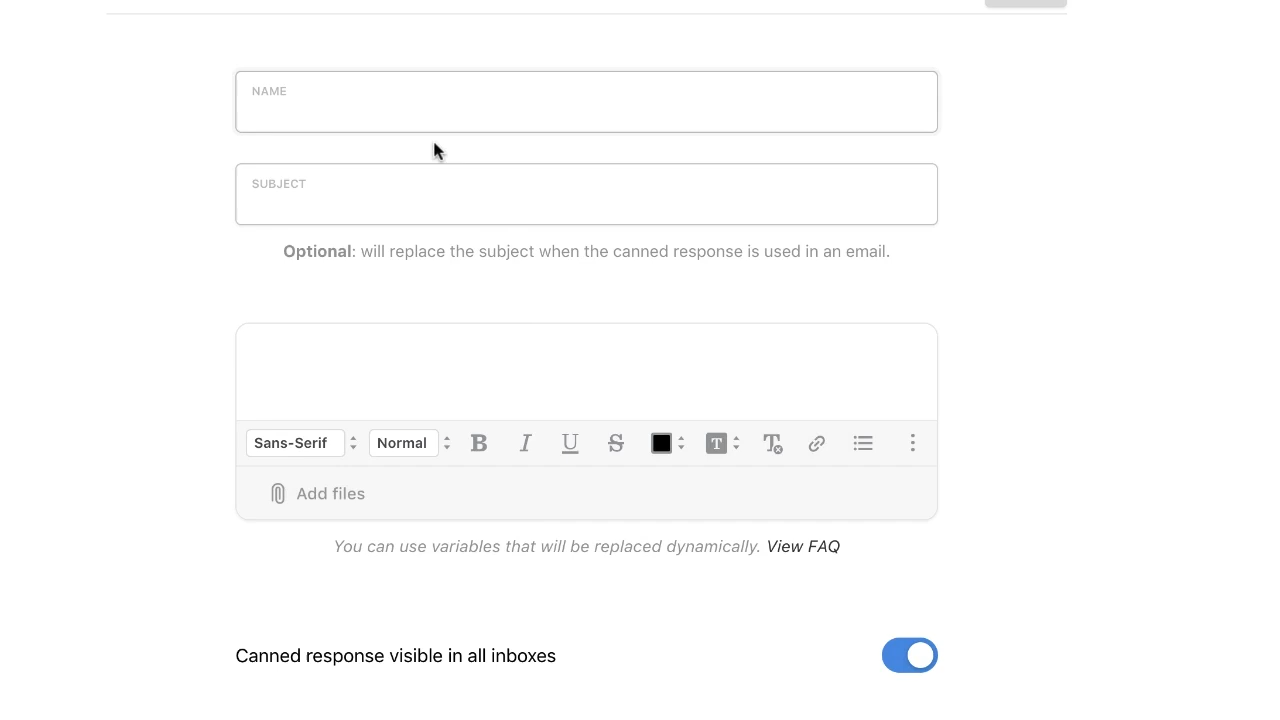 NAME
SUBJECT
Optional: will replace the subject when the canned response is used in an email.
Sans-Serif Normal B I U S T T
Add files
You can use variables that will be replaced dynamically. View FAQ
Canned response visible in all inboxes